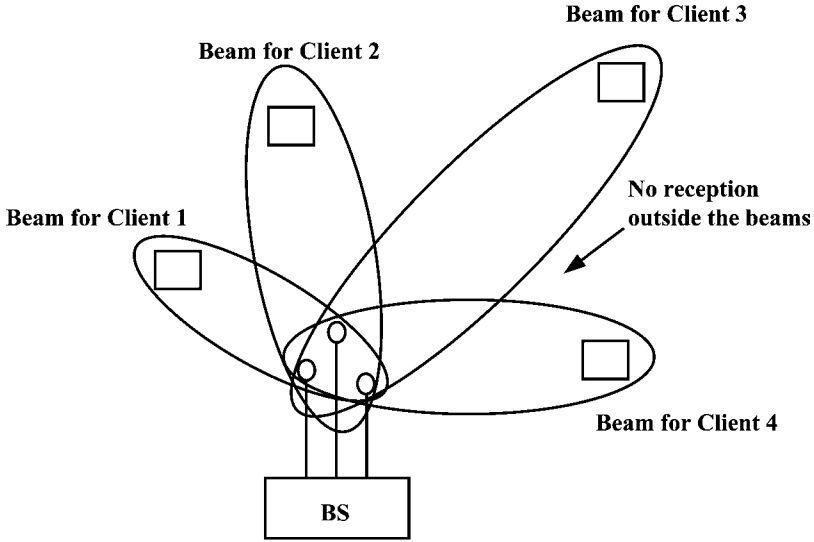 Beam for Client 3
Beam for Client 2
No reception
outside the beams
Beam for Client 1
Beam for Client 4
BS